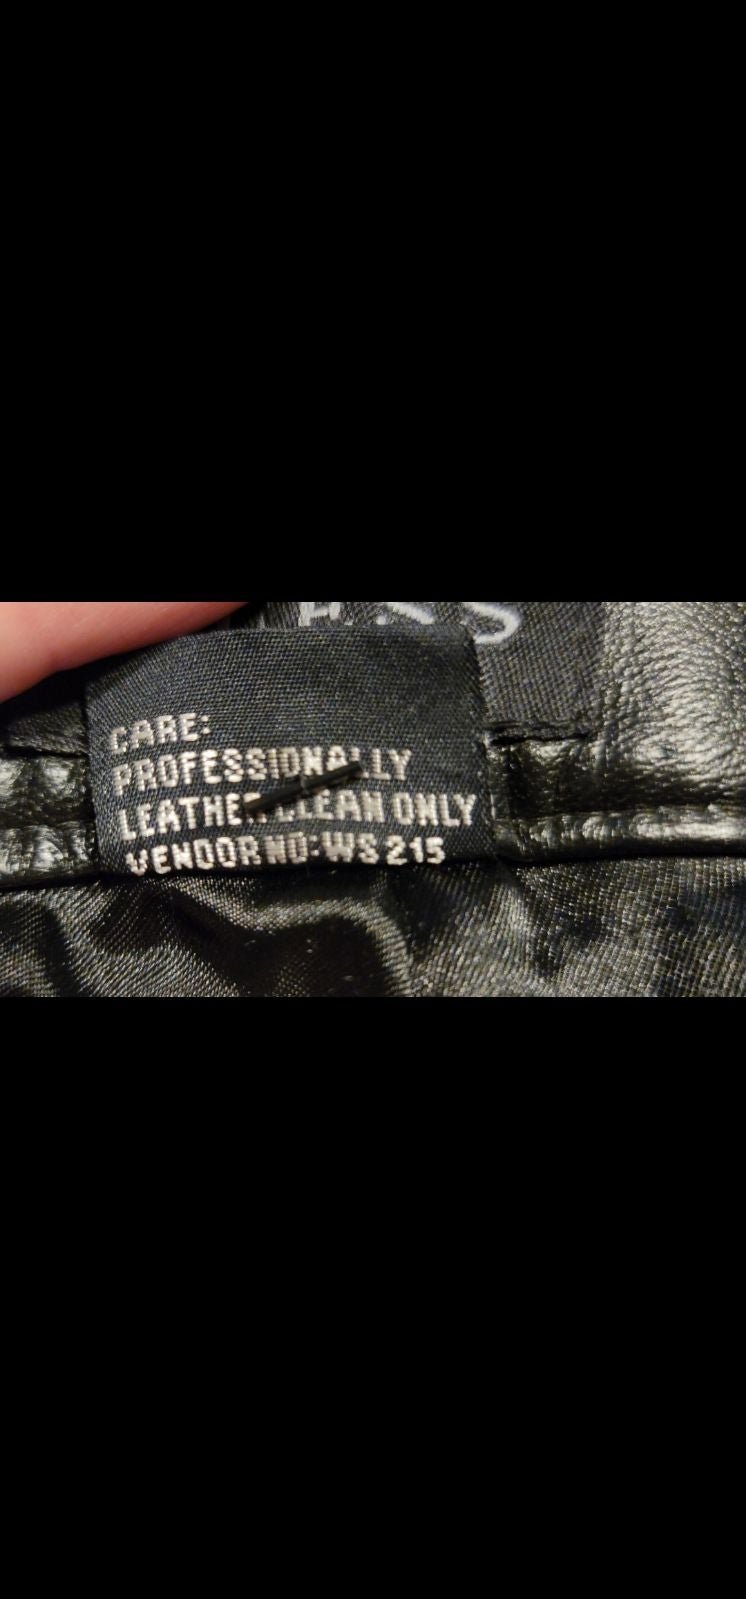 CARE:
PROFESSIONALLY
LEATHER CLEAN ONLY
VENDOR NO: WS 215